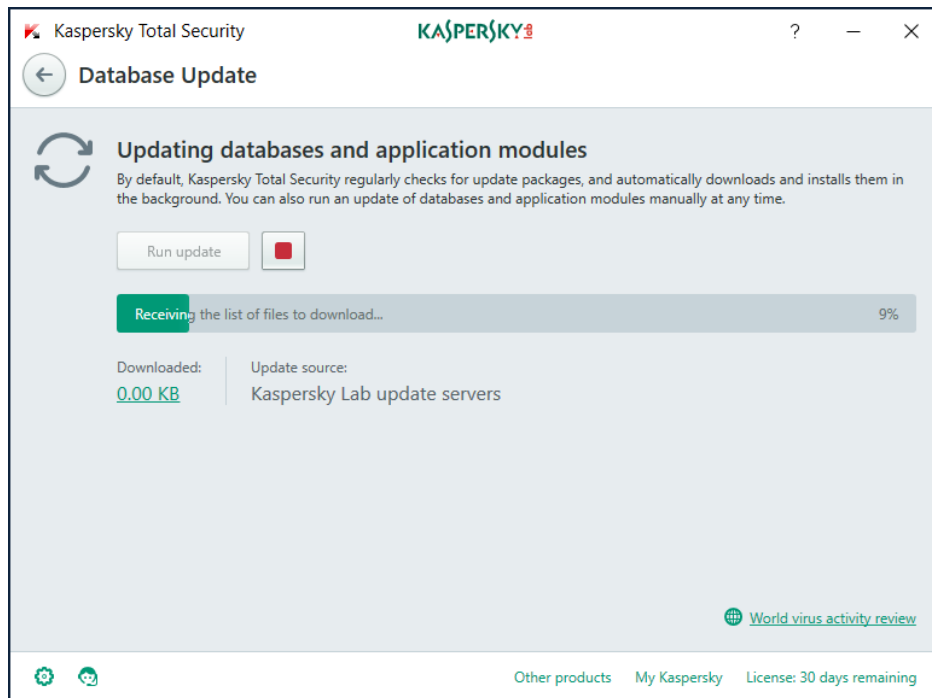 Kaspersky Total Security
KASPERSKY lab
?
Database Update
Updating databases and application modules
By default, Kaspersky Total Security regularly checks for update packages, and automatically downloads and installs them in
the background. You can also run an update of databases and application modules manually at any time.
Run update
Receiving the list of files to download...
9%
Downloaded:
Update source:
0.00 KB
Kaspersky Lab update servers
World virus activity review
Other products
My Kaspersky
License: 30 days remaining